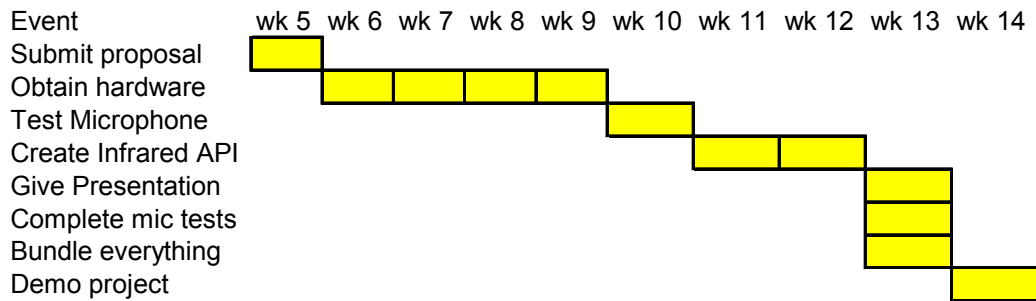 Event wk 5 wk 6 wk 7 wk 8 wk 9 wk 10 wk 11 wk 12 wk 13 wk 14
Submit proposal
Obtain hardware
Test Microphone
Create Infrared API
Give Presentation
Complete mic tests
Bundle everything
Demo project